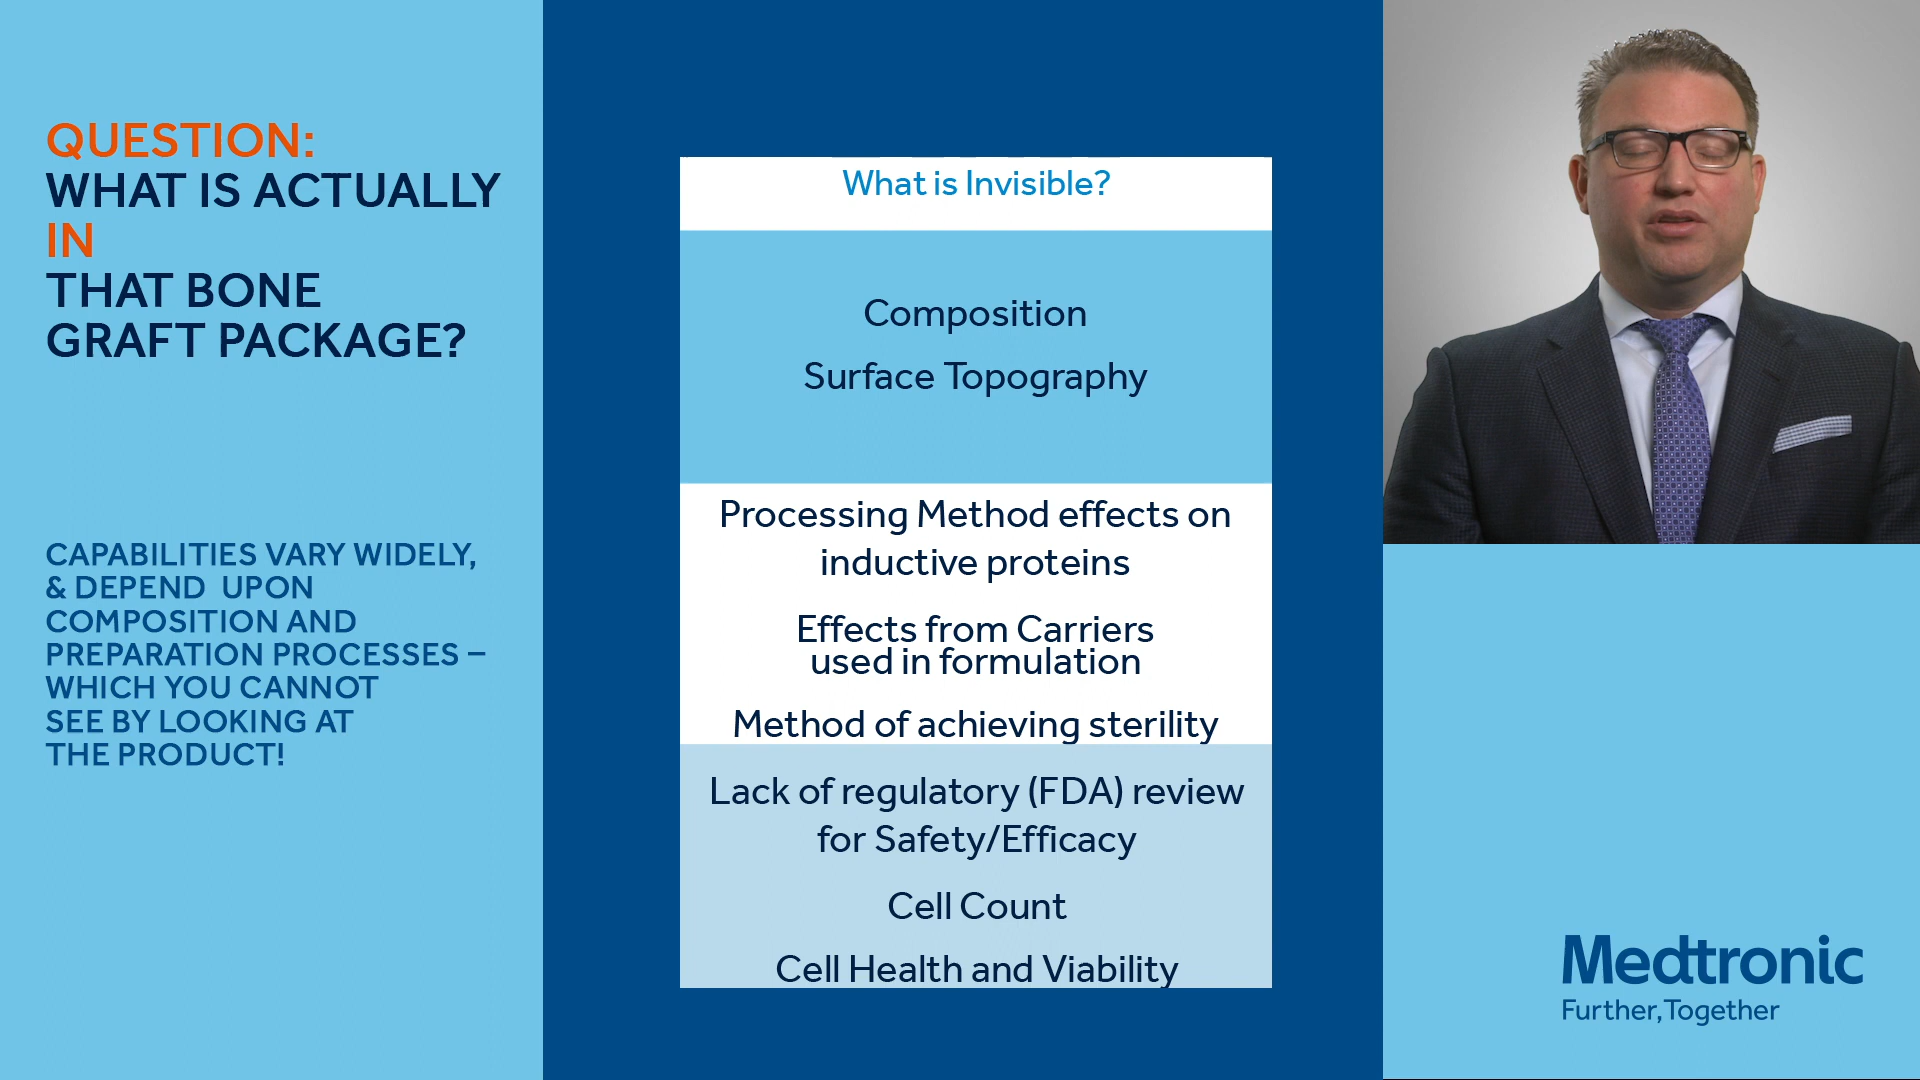 QUESTION:
WHAT IS ACTUALLY
IN
THAT BONE
GRAFT PACKAGE?
CAPABILITIES VARY WIDELY,
& DEPEND UPON
COMPOSITION AND
PREPARATION PROCESSES –
WHICH YOU CANNOT
SEE BY LOOKING AT
THE PRODUCT!
What is Invisible?
Composition
Surface Topography
Processing Method effects on
inductive proteins
Effects from Carriers
used in formulation
Method of achieving sterility
Lack of regulatory (FDA) review
for Safety/Efficacy
Cell Count
Cell Health and Viability
Medtronic
Further, Together